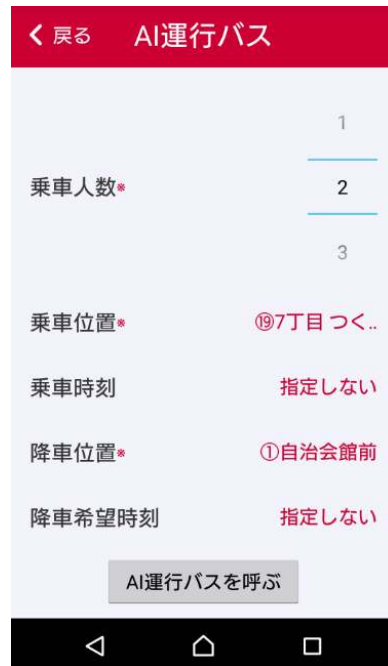 戻る AI運行バス
1
乗車人数※ 2
3
乗車位置※ ⑲7丁目 つく..
乗車時刻 指定しない
降車位置※ ①自治会館前
降車希望時刻 指定しない
AI運行バスを呼ぶ